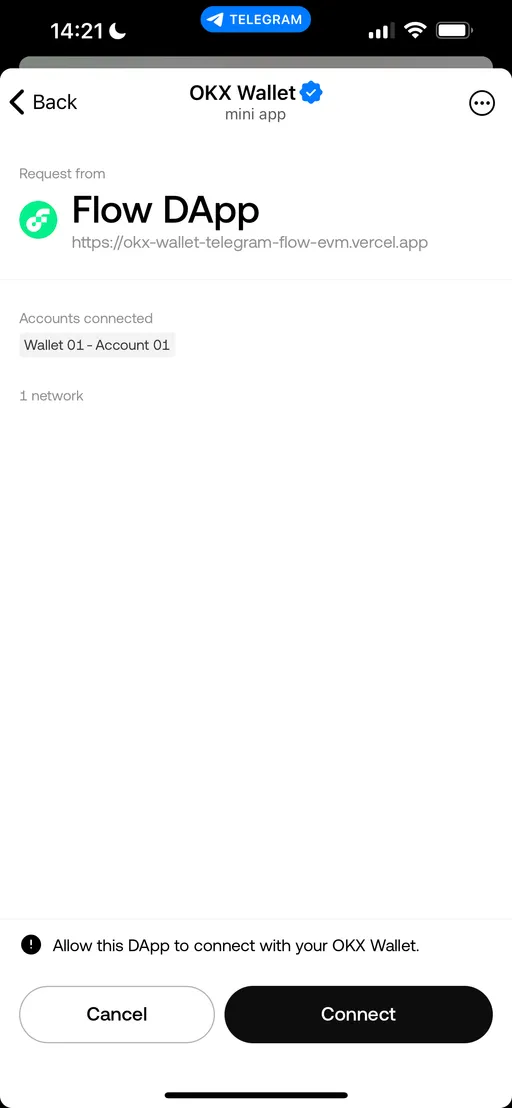 14:21
TELEGRAM
Back
OKX Wallet
mini app
Request from
Flow DApp
https://okx-wallet-telegram-flow-evm.vercel.app
Accounts connected
Wallet 01 - Account 01
1 network
Allow this DApp to connect with your OKX Wallet.
Cancel
Connect